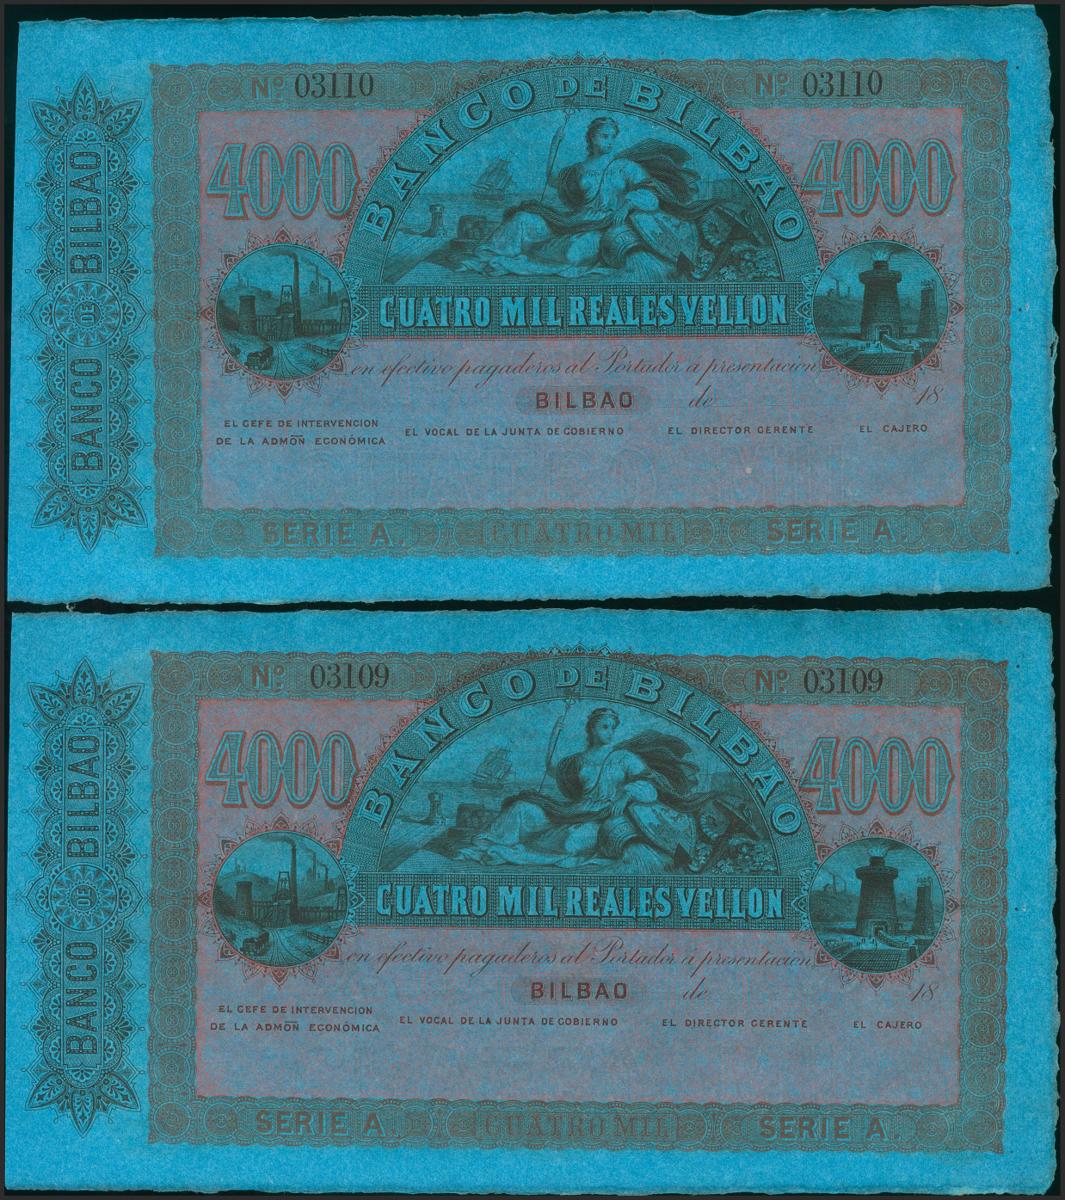 Nº 03110
Nº 03110
BANCO DE BILBAO
BANCO DE BILBAO
4000
4000
CUATRO MIL REALES VELLON
en efectivo pagaderos al Portador á presentación
BILBAO de 18
EL GEFE DE INTERVENCION
DE LA ADMOÑ ECONÓMICA
EL VOCAL DE LA JUNTA DE GOBIERNO
EL DIRECTOR GERENTE
EL CAJERO
SERIE A. CUATRO MIL SERIE A.
Nº 03109
Nº 03109
BANCO DE BILBAO
BANCO DE BILBAO
4000
4000
CUATRO MIL REALES VELLON
en efectivo pagaderos al Portador á presentación
BILBAO de 18
EL GEFE DE INTERVENCION
DE LA ADMOÑ ECONÓMICA
EL VOCAL DE LA JUNTA DE GOBIERNO
EL DIRECTOR GERENTE
EL CAJERO
SERIE A. CUATRO MIL SERIE A.